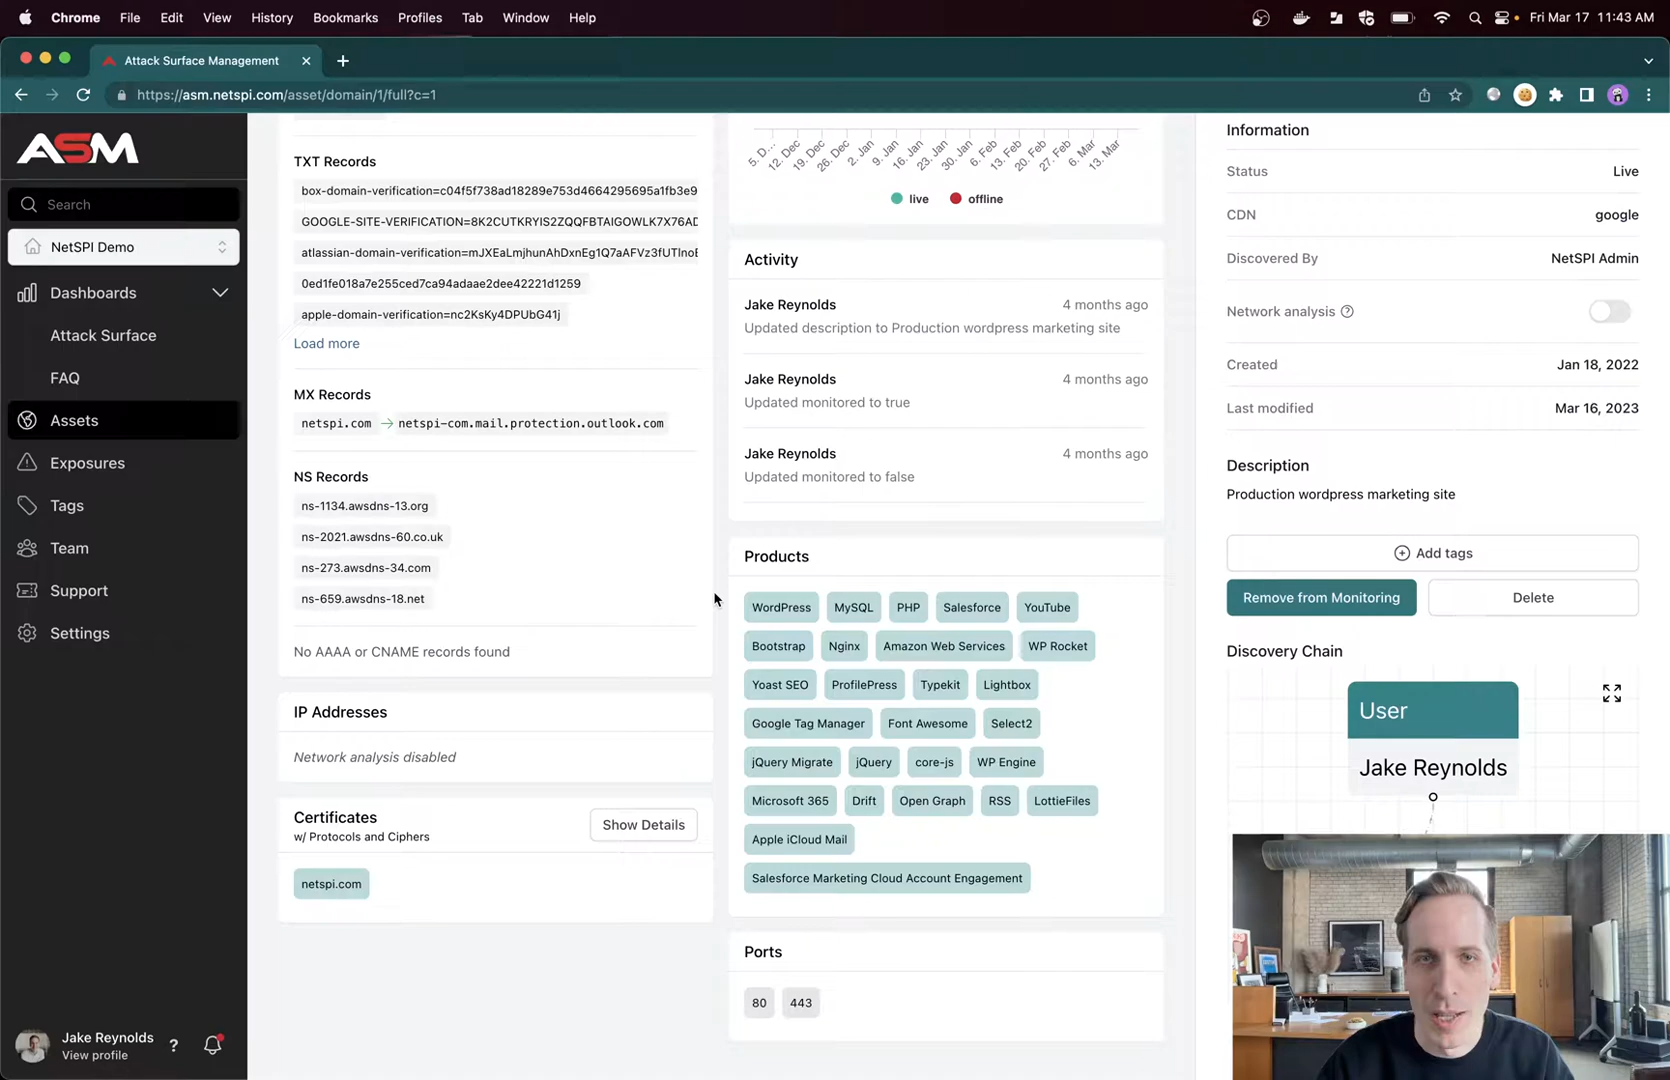 Chrome File Edit View History Bookmarks Profiles Tab Window Help
Fri Mar 17 11:43 AM
Attack Surface Management
https://asm.netspi.com/asset/domain/1/full?c=1
ASM
Search
NetSPI Demo
Dashboards
Attack Surface
FAQ
Assets
Exposures
Tags
Team
Support
Settings
Jake Reynolds
View profile
?
TXT Records
box-domain-verification=c04f5f738ad18289e753d4664295695a1fb3e9
GOOGLE-SITE-VERIFICATION=8K2CUTKRYIS2ZQQFBTAIGOWLK7X76AD
atlassian-domain-verification=mJXEaLmjhunAhDxnEg1Q7aAFVz3fUTlnoE
0ed1fe018a7e255ced7ca94adaae2dee42221d1259
apple-domain-verification=nc2KsKy4DPUbG41j
Load more
MX Records
netspi.com → netspi-com.mail.protection.outlook.com
NS Records
ns-1134.awsdns-13.org
ns-2021.awsdns-60.co.uk
ns-273.awsdns-34.com
ns-659.awsdns-18.net
No AAAA or CNAME records found
IP Addresses
Network analysis disabled
Certificates
w/ Protocols and Ciphers
Show Details
netspi.com
5. D... 12. Dec 19. Dec 26. Dec 2. Jan 9. Jan 16. Jan 23. Jan 30. Jan 6. Feb 13. Feb 20. Feb 27. Feb 6. Mar 13. Mar
live offline
Activity
Jake Reynolds 4 months ago
Updated description to Production wordpress marketing site
Jake Reynolds 4 months ago
Updated monitored to true
Jake Reynolds 4 months ago
Updated monitored to false
Products
WordPress MySQL PHP Salesforce YouTube
Bootstrap Nginx Amazon Web Services WP Rocket
Yoast SEO ProfilePress Typekit Lightbox
Google Tag Manager Font Awesome Select2
jQuery Migrate jQuery core-js WP Engine
Microsoft 365 Drift Open Graph RSS LottieFiles
Apple iCloud Mail
Salesforce Marketing Cloud Account Engagement
Ports
80 443
Information
Status Live
CDN google
Discovered By NetSPI Admin
Network analysis ?
Created Jan 18, 2022
Last modified Mar 16, 2023
Description
Production wordpress marketing site
Add tags
Remove from Monitoring
Delete
Discovery Chain
User
Jake Reynolds